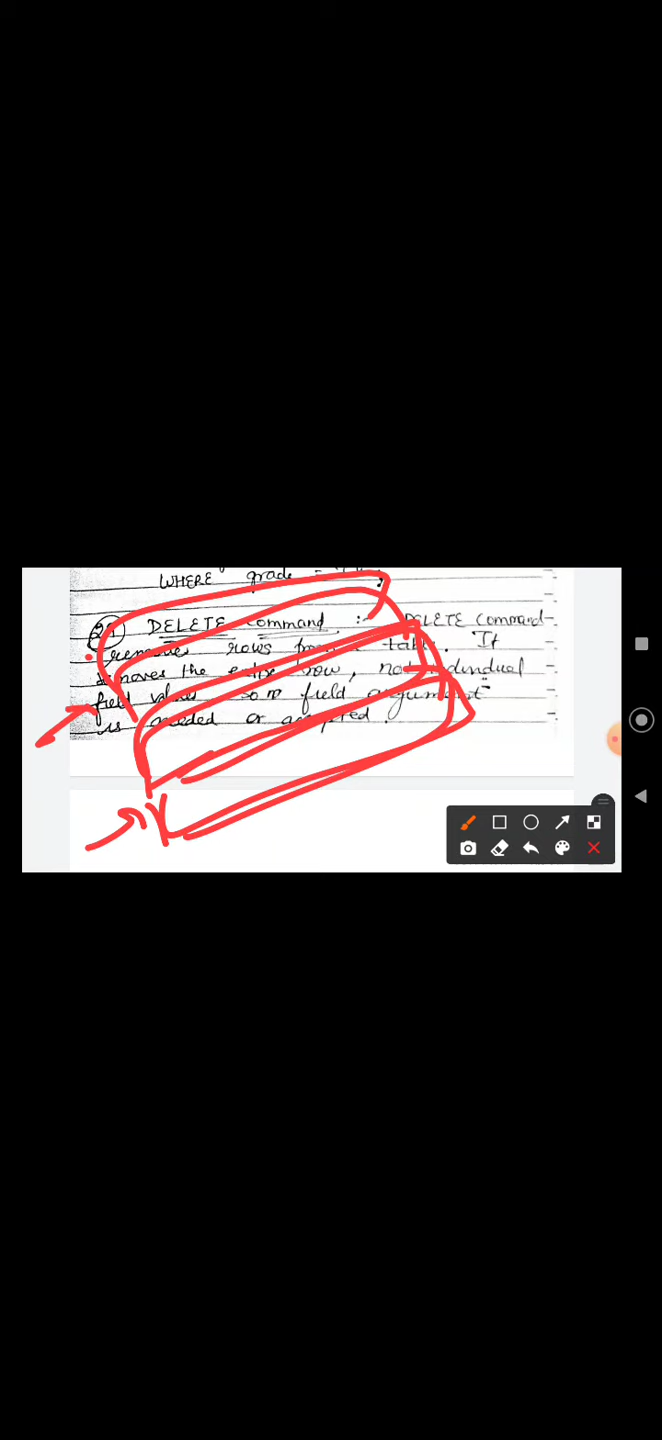 WHERE grade =
21 DELETE command :- DELETE command
removes rows from a table. It
removes the entire row, not individual
field values so no field argument
is needed or accepted.